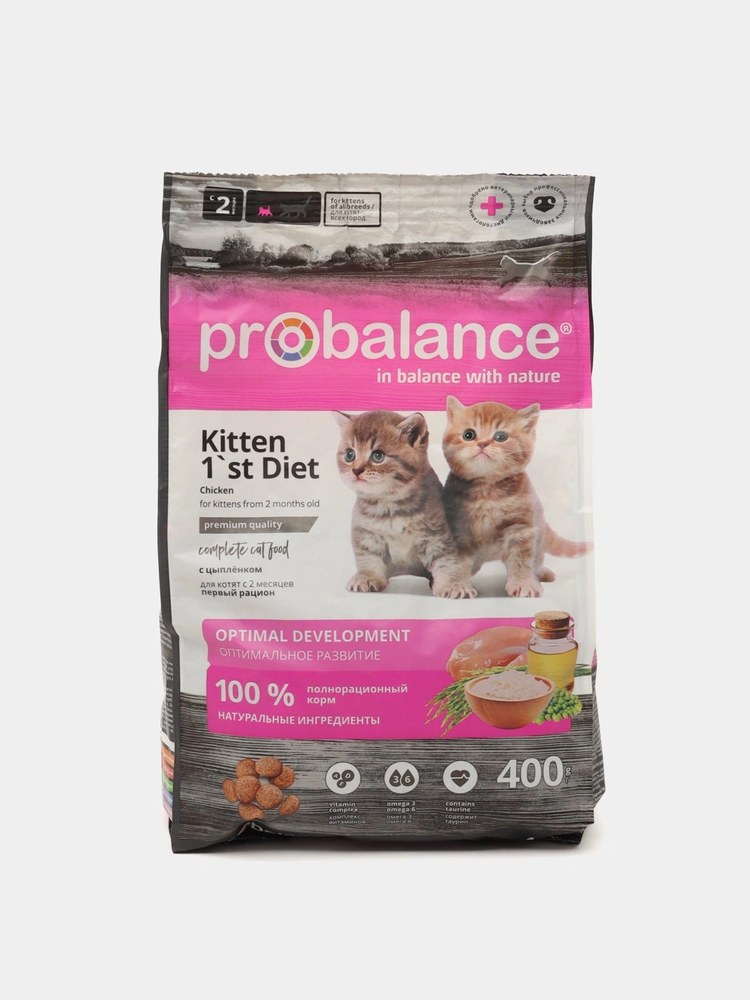 с
2
for kittens
of all breeds /
для котят
всех пород
probalance®
in balance with nature
Kitten
1`st Diet
Chicken
for kittens from 2 months old
premium quality
complete cat food
с цыплёнком
для котят с 2 месяцев
первый рацион
OPTIMAL DEVELOPMENT
ОПТИМАЛЬНОЕ РАЗВИТИЕ
100 %
полнорационный
корм
НАТУРАЛЬНЫЕ ИНГРЕДИЕНТЫ
3 6
400 g
vitamin
complex
комплекс
витаминов
omega 3
omega 6
омега 3
омега 6
contains
taurine
содержит
таурин